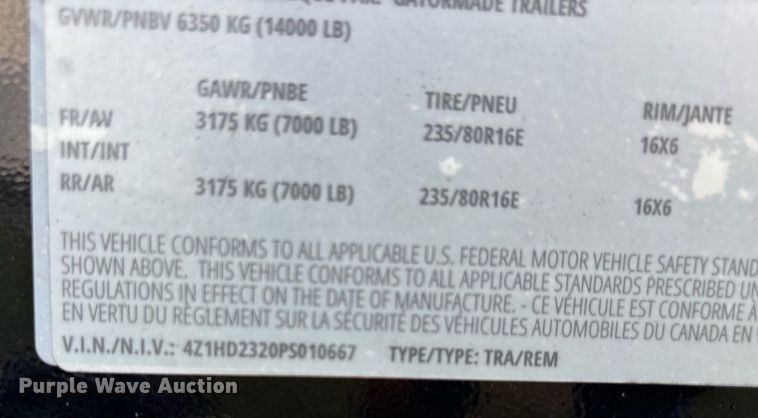 GATORMADE TRAILERS
GVWR/PNBV 6350 KG (14000 LB)
GAWR/PNBE TIRE/PNEU RIM/JANTE
FR/AV 3175 KG (7000 LB) 235/80R16E 16X6
INT/INT
RR/AR 3175 KG (7000 LB) 235/80R16E 16X6
THIS VEHICLE CONFORMS TO ALL APPLICABLE U.S. FEDERAL MOTOR VEHICLE SAFETY STAND
SHOWN ABOVE. THIS VEHICLE CONFORMS TO ALL APPLICABLE STANDARDS PRESCRIBED UN
REGULATIONS IN EFFECT ON THE DATE OF MANUFACTURE. - CE VÉHICULE EST CONFORME À
EN VERTU DU RÈGLEMENT SUR LA SÉCURITÉ DES VÉHICULES AUTOMOBILES DU CANADA EN
V.I.N./N.I.V.: 4Z1HD2320PS010667 TYPE/TYPE: TRA/REM
Purple Wave Auction